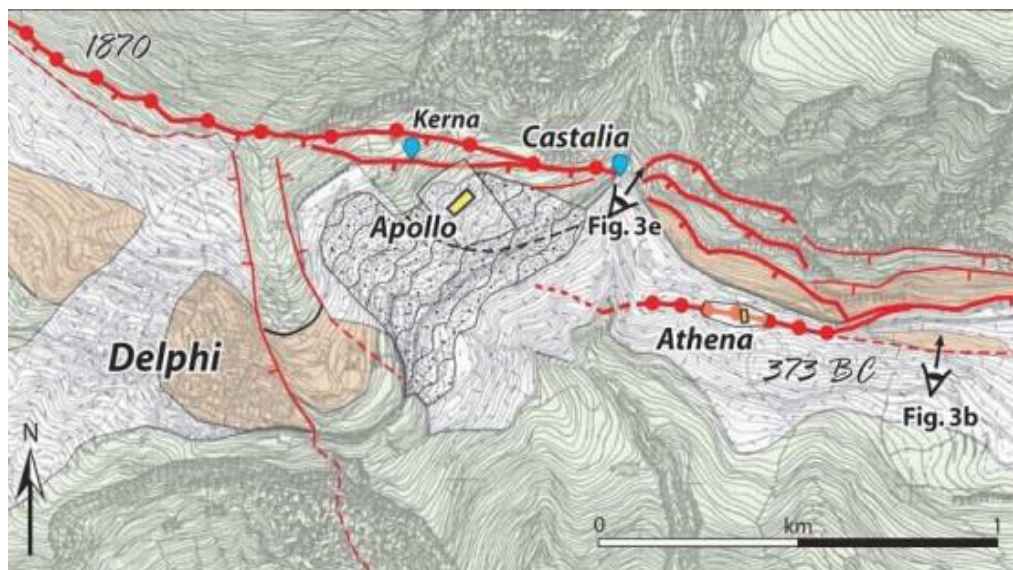 1870
Kerna
Castalia
Apollo
Fig. 3e
Delphi
Athena
373 BC
Fig. 3b
N
0 km 1